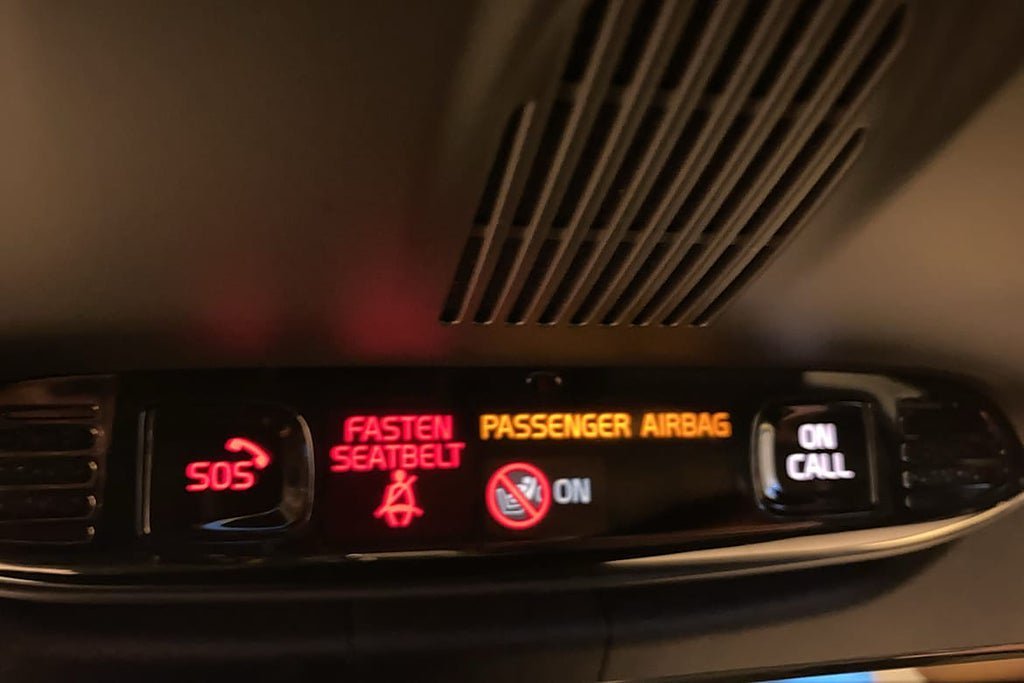 SOS
FASTEN
SEATBELT
PASSENGER AIRBAG
ON
ON
CALL